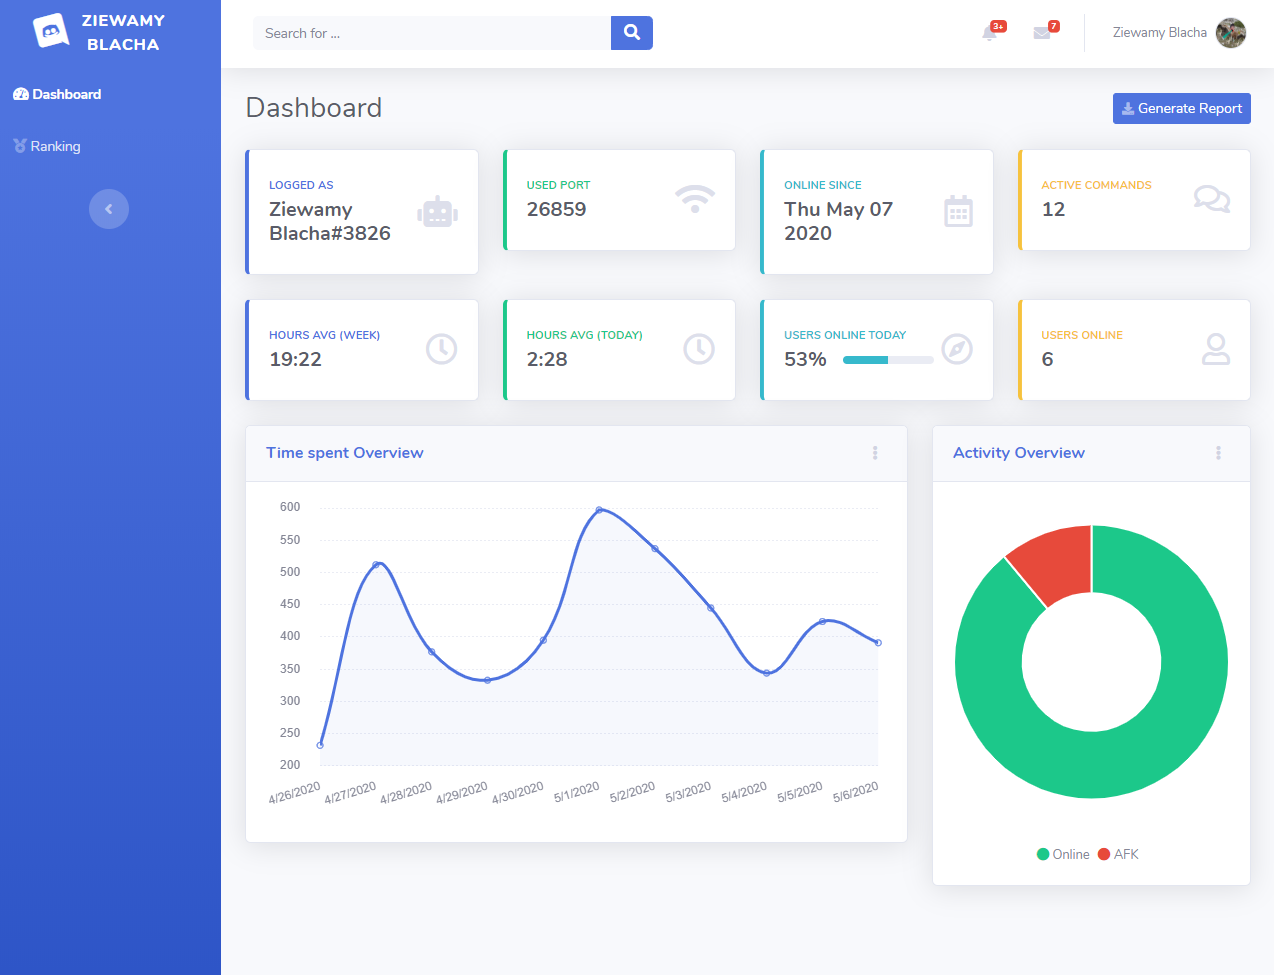 ZIEWAMY
BLACHA
Dashboard
Ranking
Search for ...
3+
7
Ziewamy Blacha
Dashboard
Generate Report
LOGGED AS
Ziewamy
Blacha#3826
USED PORT
26859
ONLINE SINCE
Thu May 07
2020
ACTIVE COMMANDS
12
HOURS AVG (WEEK)
19:22
HOURS AVG (TODAY)
2:28
USERS ONLINE TODAY
53%
USERS ONLINE
6
Time spent Overview
600
550
500
450
400
350
300
250
200
4/26/2020
4/27/2020
4/28/2020
4/29/2020
4/30/2020
5/1/2020
5/2/2020
5/3/2020
5/4/2020
5/5/2020
5/6/2020
Activity Overview
Online
AFK